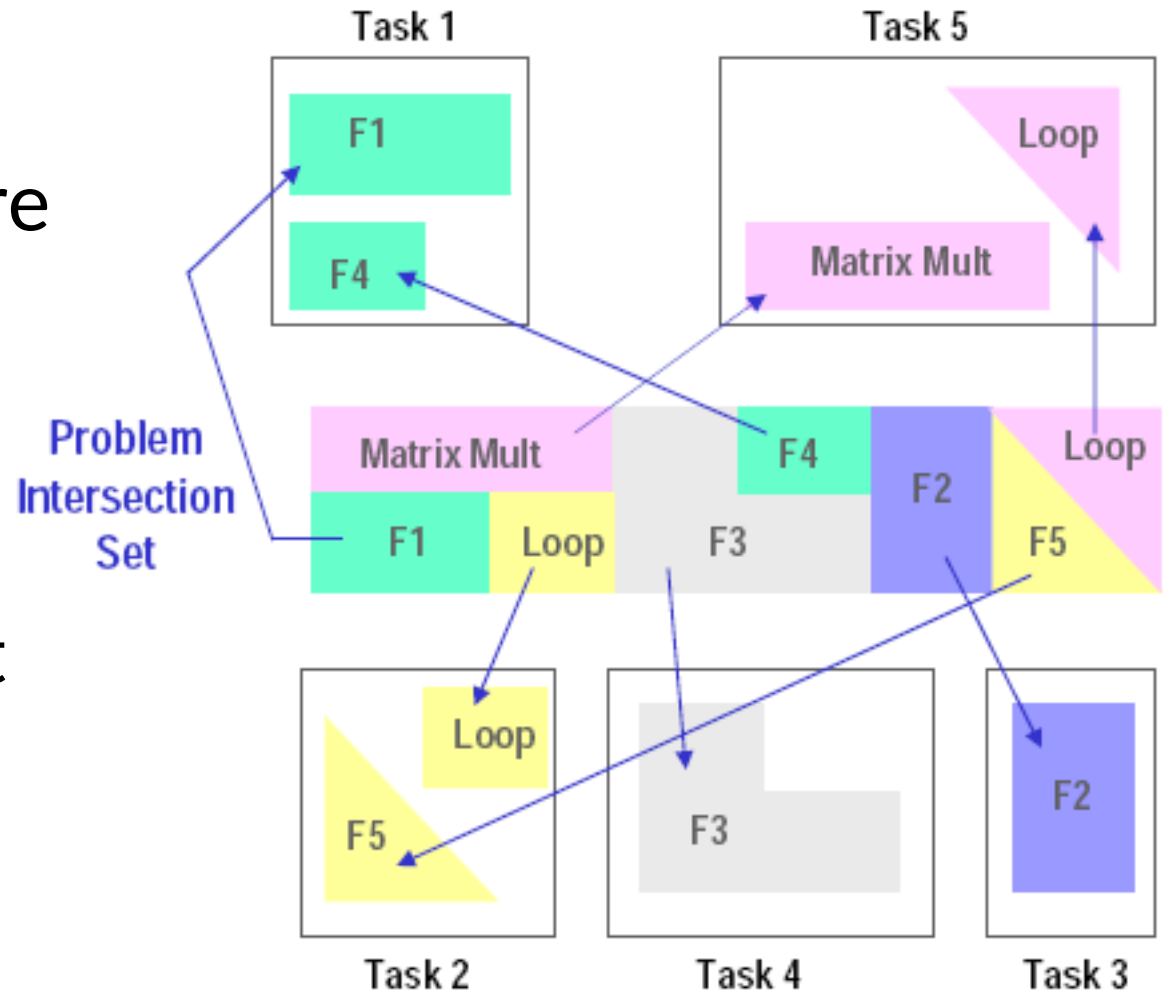 Task 1
Task 5
F1
Loop
re
F4
Matrix Mult
Problem
Intersection
Set
Matrix Mult
F4
Loop
F2
F1
Loop
F3
F5
t
Loop
F5
F3
F2
Task 2
Task 4
Task 3